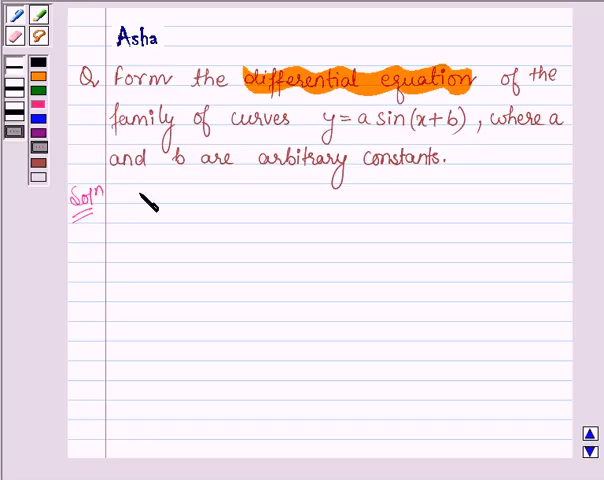 Asha
Q Form the differential equation of the
family of curves y = a sin(x+b), where a
and b are arbitrary constants.
Solⁿ